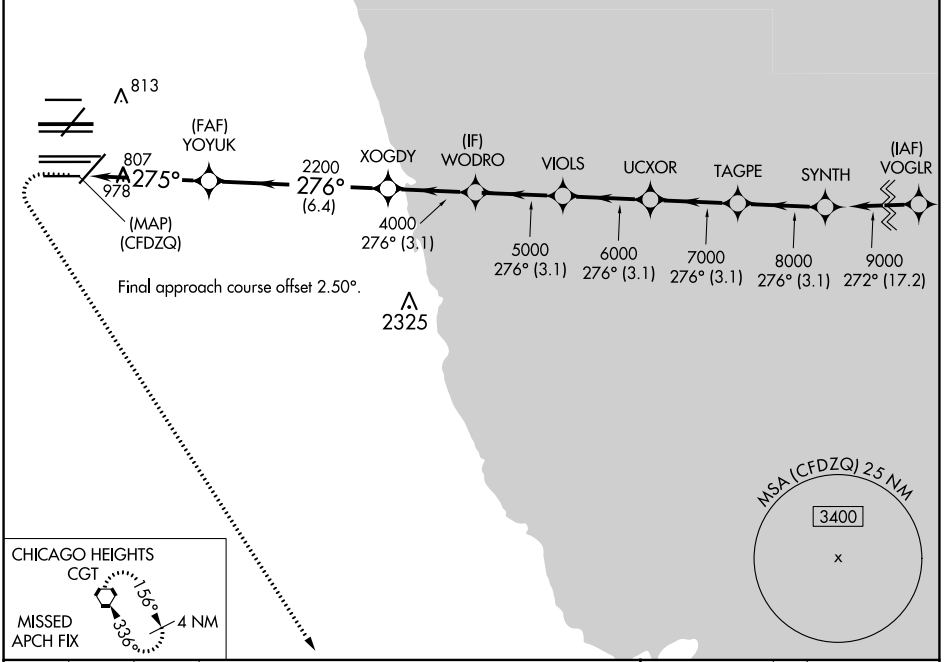 813
(FAF)
YOYUK
807
978
275°
(MAP)
(CFDZQ)
2200
276°
(6.4)
XOGDY
4000
276° (3.1)
(IF)
WODRO
5000
276° (3.1)
VIOLS
6000
276° (3.1)
UCXOR
7000
276° (3.1)
TAGPE
8000
276° (3.1)
SYNTH
9000
272° (17.2)
(IAF)
VOGLR
Final approach course offset 2.50°.
2325
MSA (CFDZQ) 25 NM
3400
x
CHICAGO HEIGHTS
CGT
156°
336°
4 NM
MISSED
APCH FIX